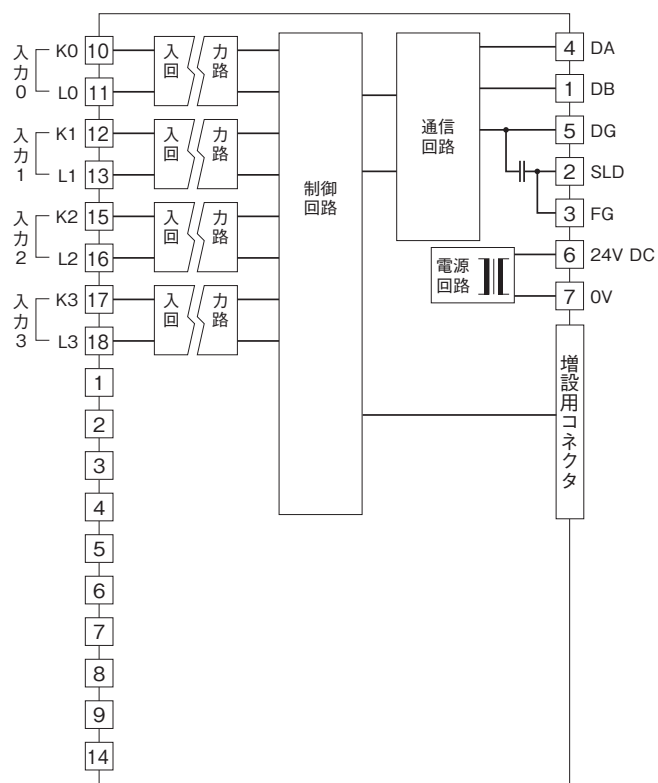 入力0
K0 10
L0 11
入回
力路
入力1
K1 12
L1 13
入回
力路
入力2
K2 15
L2 16
入回
力路
入力3
K3 17
L3 18
入回
力路
1
2
3
4
5
6
7
8
9
14
制御
回路
通信
回路
電源
回路
4 DA
1 DB
5 DG
2 SLD
3 FG
6 24V DC
7 0V
増設用コネクタ